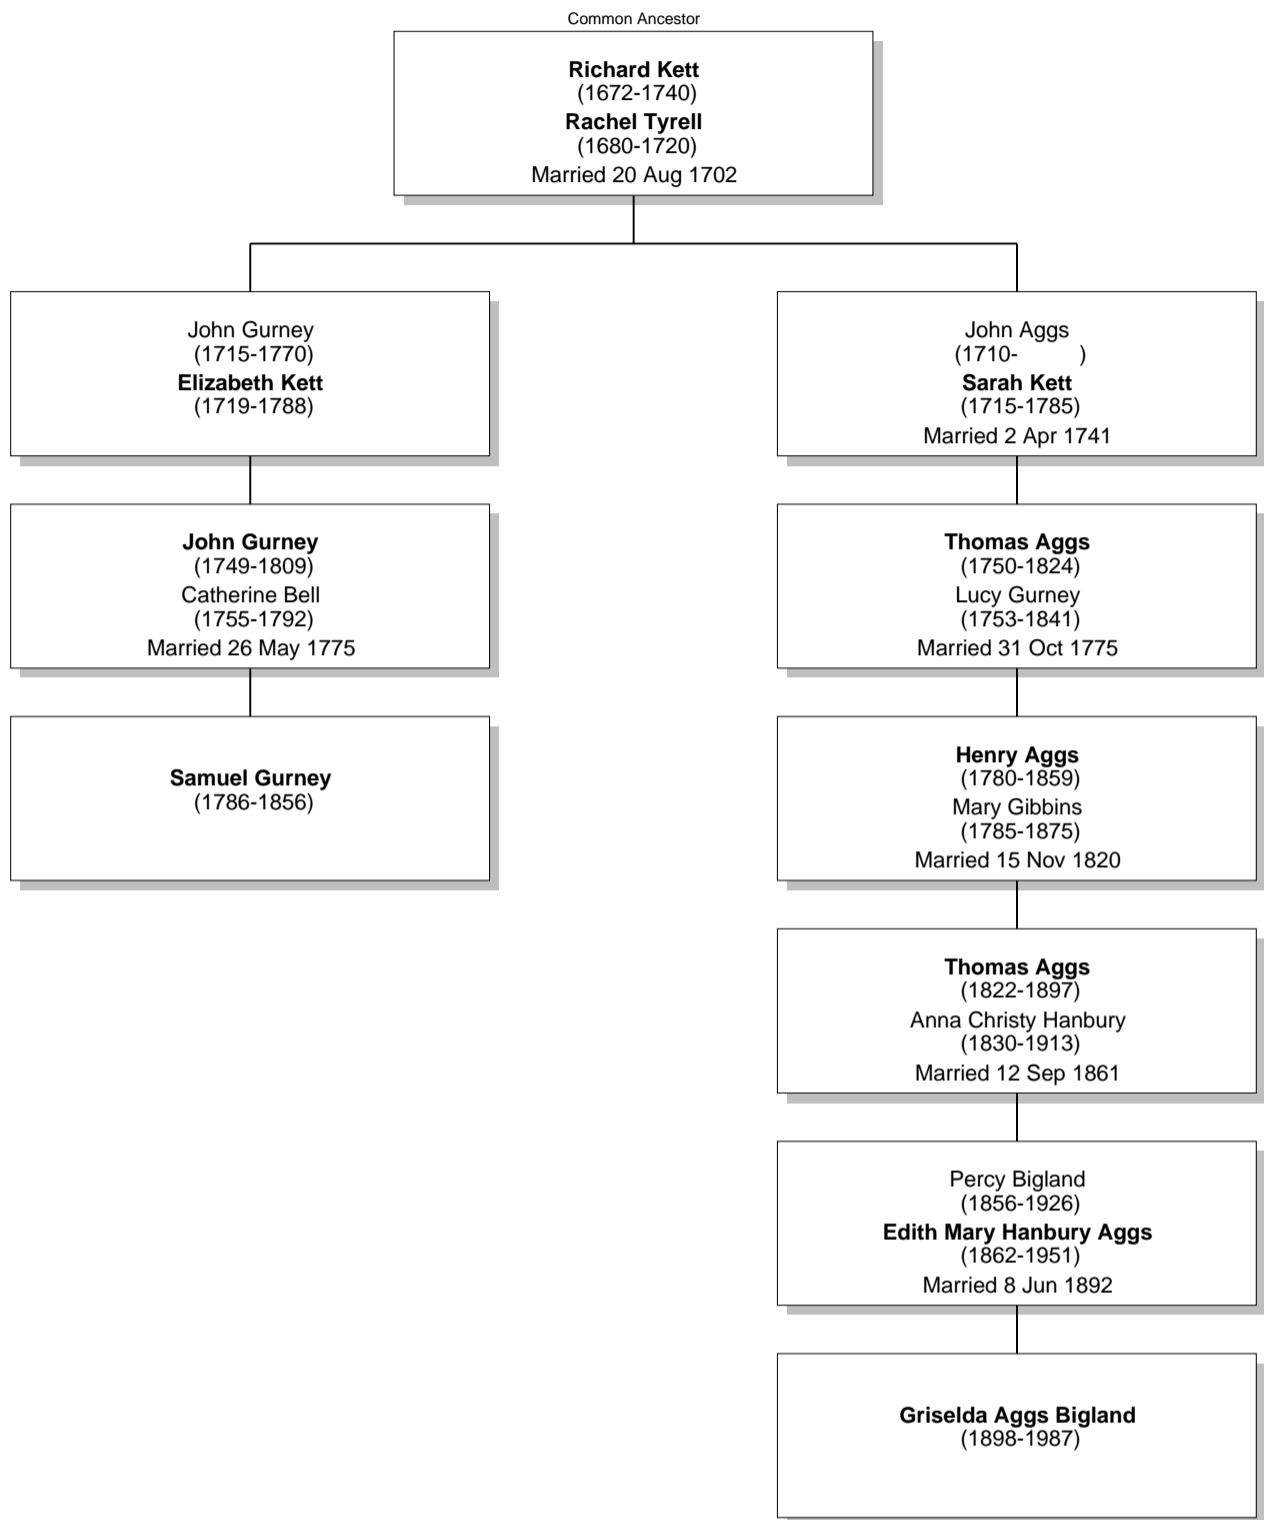 Common Ancestor
Richard Kett
(1672-1740)
Rachel Tyrell
(1680-1720)
Married 20 Aug 1702
John Gurney
(1715-1770)
Elizabeth Kett
(1719-1788)
John Aggs
(1710- )
Sarah Kett
(1715-1785)
Married 2 Apr 1741
John Gurney
(1749-1809)
Catherine Bell
(1755-1792)
Married 26 May 1775
Thomas Aggs
(1750-1824)
Lucy Gurney
(1753-1841)
Married 31 Oct 1775
Samuel Gurney
(1786-1856)
Henry Aggs
(1780-1859)
Mary Gibbins
(1785-1875)
Married 15 Nov 1820
Thomas Aggs
(1822-1897)
Anna Christy Hanbury
(1830-1913)
Married 12 Sep 1861
Percy Bigland
(1856-1926)
Edith Mary Hanbury Aggs
(1862-1951)
Married 8 Jun 1892
Griselda Aggs Bigland
(1898-1987)